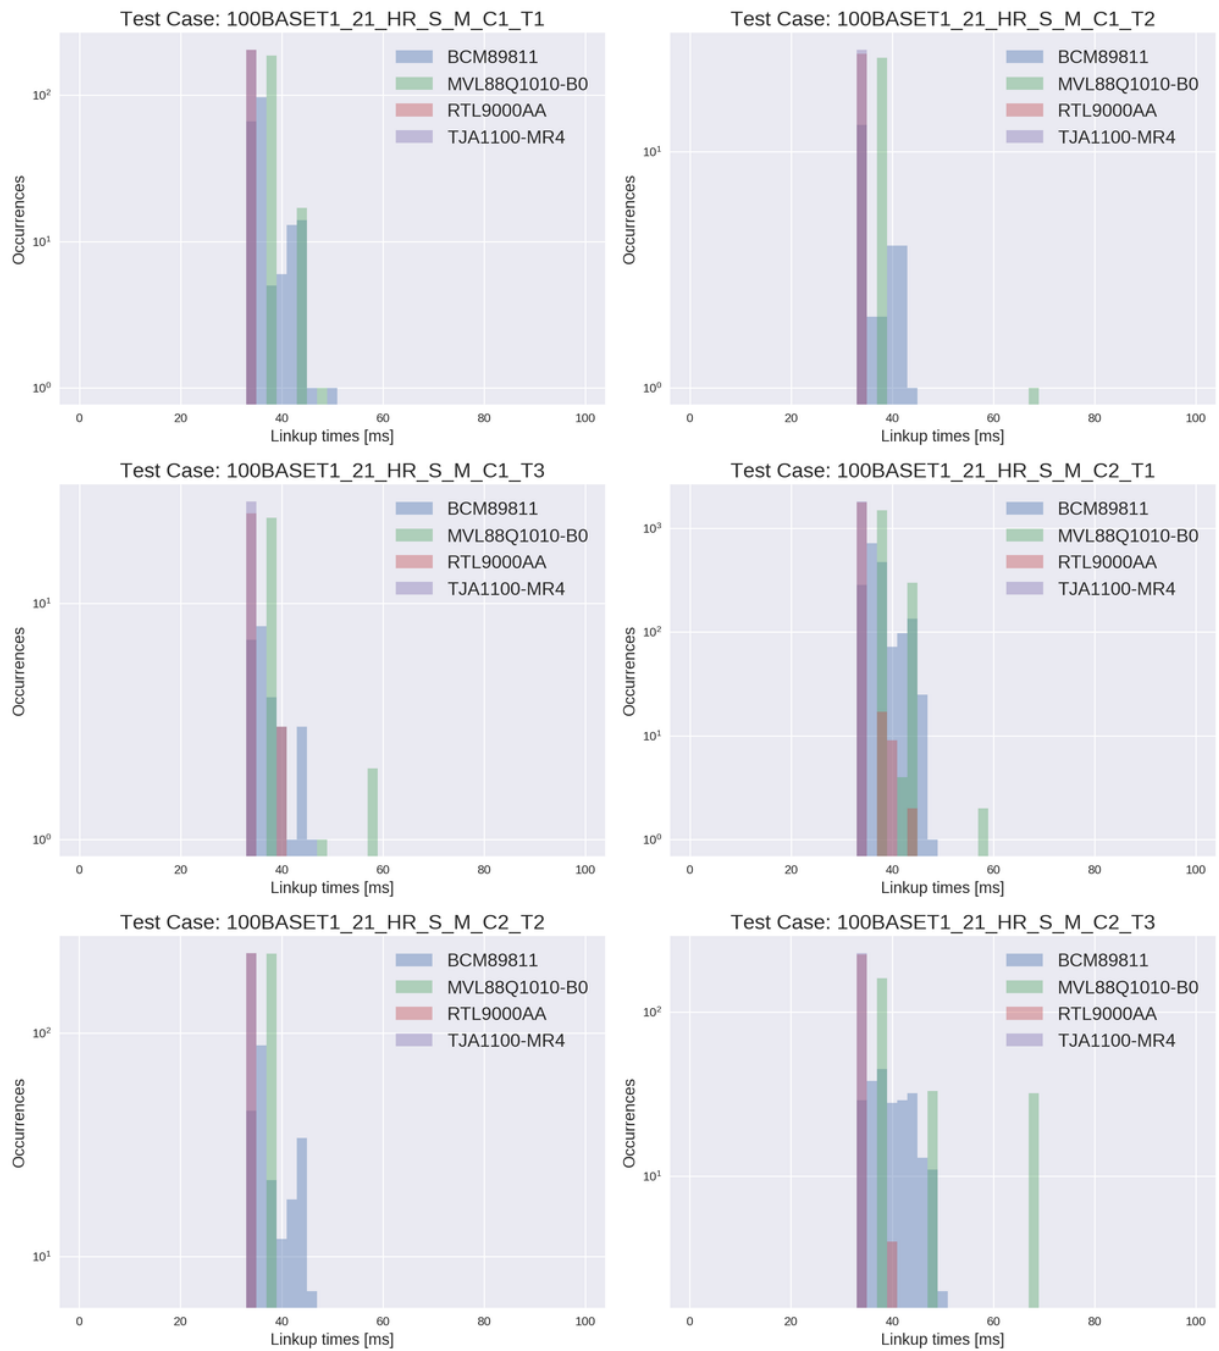 Test Case: 100BASET1_21_HR_S_M_C1_T1
BCM89811
MVL88Q1010-B0
RTL9000AA
TJA1100-MR4
10²
10¹
10⁰
Occurrences
0 20 40 60 80 100
Linkup times [ms]
Test Case: 100BASET1_21_HR_S_M_C1_T2
BCM89811
MVL88Q1010-B0
RTL9000AA
TJA1100-MR4
10¹
10⁰
Occurrences
0 20 40 60 80 100
Linkup times [ms]
Test Case: 100BASET1_21_HR_S_M_C1_T3
BCM89811
MVL88Q1010-B0
RTL9000AA
TJA1100-MR4
10¹
10⁰
Occurrences
0 20 40 60 80 100
Linkup times [ms]
Test Case: 100BASET1_21_HR_S_M_C2_T1
BCM89811
MVL88Q1010-B0
RTL9000AA
TJA1100-MR4
10³
10²
10¹
10⁰
Occurrences
0 20 40 60 80 100
Linkup times [ms]
Test Case: 100BASET1_21_HR_S_M_C2_T2
BCM89811
MVL88Q1010-B0
RTL9000AA
TJA1100-MR4
10²
10¹
Occurrences
0 20 40 60 80 100
Linkup times [ms]
Test Case: 100BASET1_21_HR_S_M_C2_T3
BCM89811
MVL88Q1010-B0
RTL9000AA
TJA1100-MR4
10²
10¹
Occurrences
0 20 40 60 80 100
Linkup times [ms]